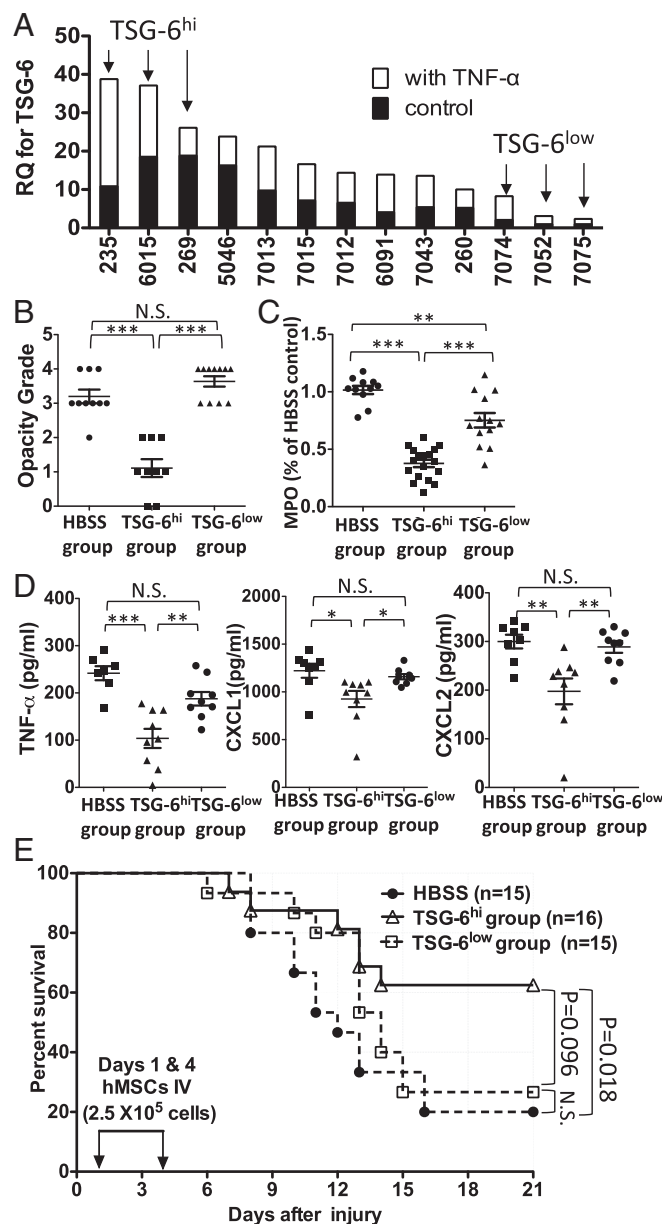 A
TSG-6hi
with TNF-α
control
TSG-6low
RQ for TSG-6
50
40
30
20
10
0
235
6015
269
5046
7013
7015
7012
6091
7043
260
7074
7052
7075
B
N.S.
*** ***
Opacity Grade
5
4
3
2
1
0
HBSS TSG-6hi TSG-6low
group group group
C
**
*** ***
MPO (% of HBSS control)
1.5
1.0
0.5
0.0
HBSS TSG-6hi TSG-6low
group group group
D
N.S.
*** **
TNF-α (pg/ml)
400
300
200
100
0
HBSS TSG-6hi TSG-6low
group group group
N.S.
* *
CXCL1(pg/ml)
2000
1500
1000
500
0
HBSS TSG-6hi TSG-6low
group group group
N.S.
** **
CXCL2 (pg/ml)
400
300
200
100
0
HBSS TSG-6hi TSG-6low
group group group
E
Percent survival
100
80
60
40
20
0
HBSS (n=15)
TSG-6hi group (n=16)
TSG-6low group (n=15)
P=0.096
N.S.
P=0.018
Days 1 & 4
hMSCs IV
(2.5 X105 cells)
0 3 6 9 12 15 18 21
Days after injury